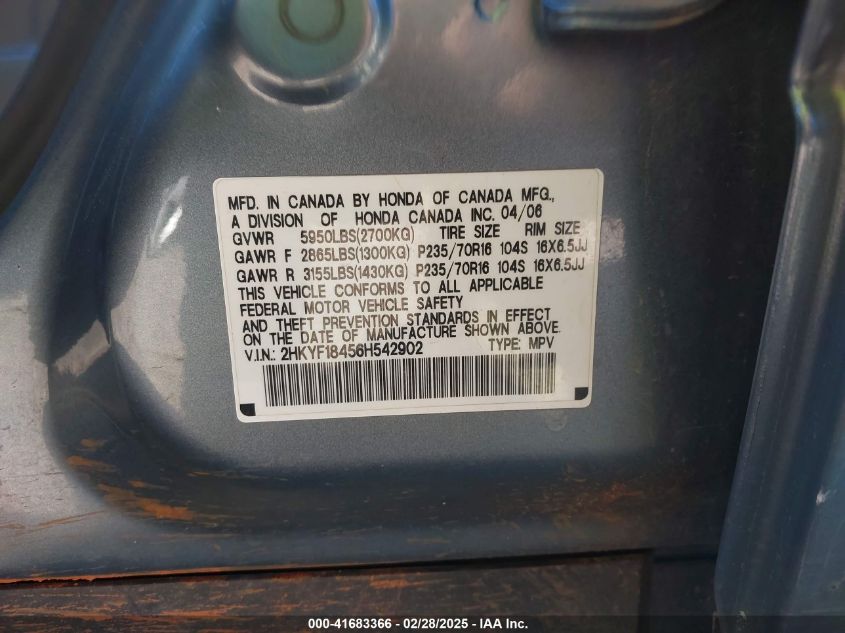 MFD. IN CANADA BY HONDA OF CANADA MFG.,
A DIVISION OF HONDA CANADA INC. 04/06
GVWR 5950LBS(2700KG) TIRE SIZE RIM SIZE
GAWR F 2865LBS(1300KG) P235/70R16 104S 16X6.5JJ
GAWR R 3155LBS(1430KG) P235/70R16 104S 16X6.5JJ
THIS VEHICLE CONFORMS TO ALL APPLICABLE
FEDERAL MOTOR VEHICLE SAFETY
AND THEFT PREVENTION STANDARDS IN EFFECT
ON THE DATE OF MANUFACTURE SHOWN ABOVE.
V.I.N.: 2HKYF18456H542902 TYPE: MPV
000-41683366 - 02/28/2025 - IAA Inc.